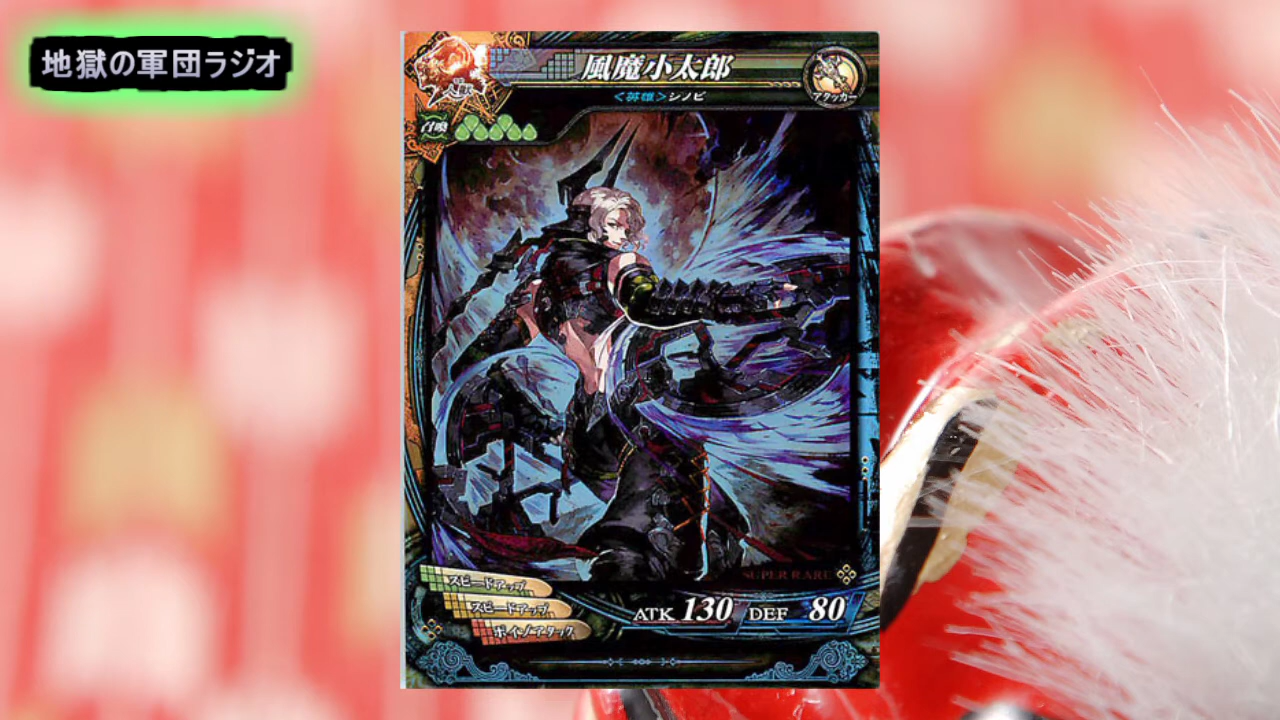 地獄の軍団ラジオ
人獣
風魔小太郎
アタッカー
<英雄>シノビ
召喚
SUPER RARE
スピードアップ
スピードアップ
ポイゾアタック
ATK 130 DEF 80